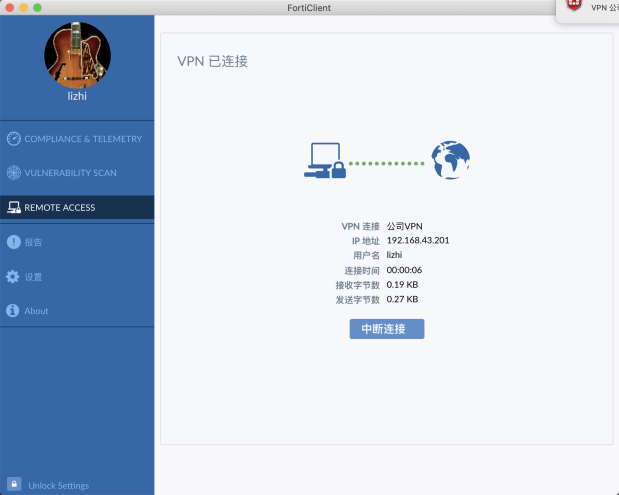 FortiClient
VPN 公
lizhi
COMPLIANCE & TELEMETRY
VULNERABILITY SCAN
REMOTE ACCESS
报告
设置
About
Unlock Settings
VPN 已连接
VPN 连接 公司VPN
IP 地址 192.168.43.201
用户名 lizhi
连接时间 00:00:06
接收字节数 0.19 KB
发送字节数 0.27 KB
中断连接